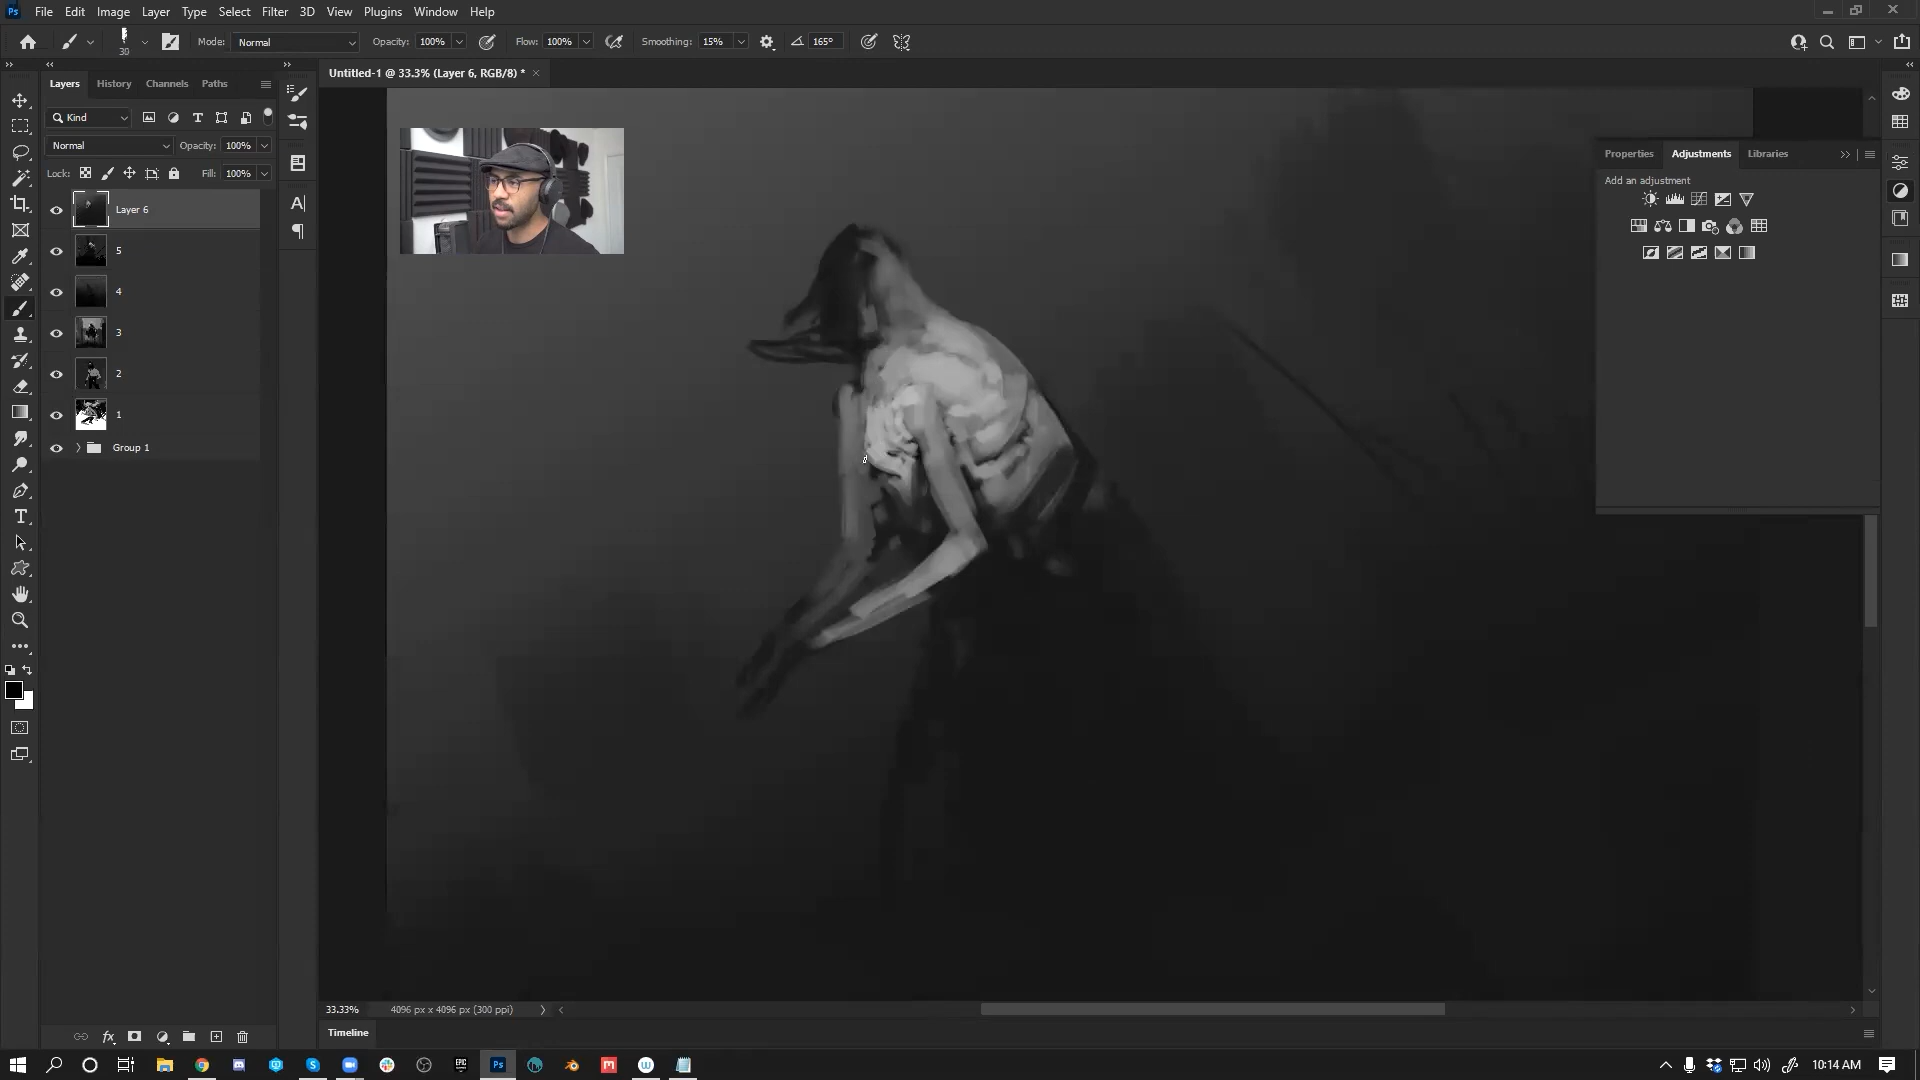 Ps File Edit Image Layer Type Select Filter 3D View Plugins Window Help
30 Mode: Normal Opacity: 100% Flow: 100% Smoothing: 15% 165°
Layers History Channels Paths
Untitled-1 @ 33.3% (Layer 6, RGB/8) *
Kind
Normal Opacity: 100%
Lock: Fill: 100%
Layer 6
5
4
3
2
1
Group 1
Properties Adjustments Libraries
Add an adjustment
33.33% 4096 px x 4096 px (300 ppi)
Timeline
10:14 AM